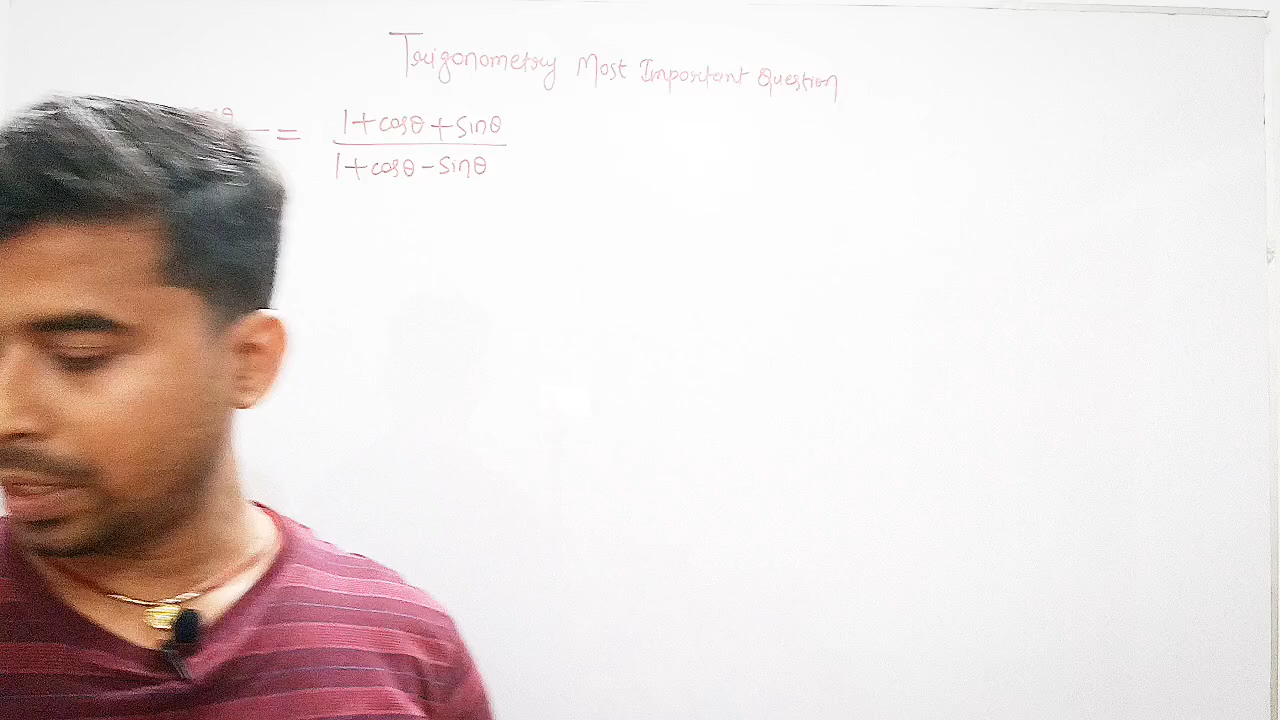 Trigonometry Most Important Question
= 1+cosθ+sinθ
1+cosθ-sinθ